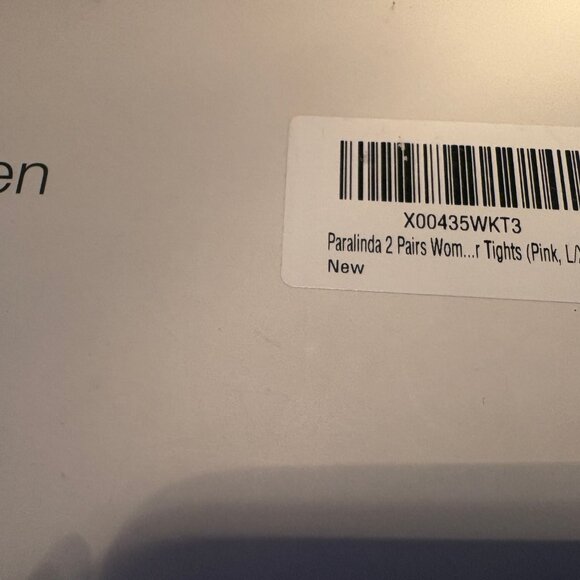 en
X00435WKT3
Paralinda 2 Pairs Wom...r Tights (Pink, L/
New